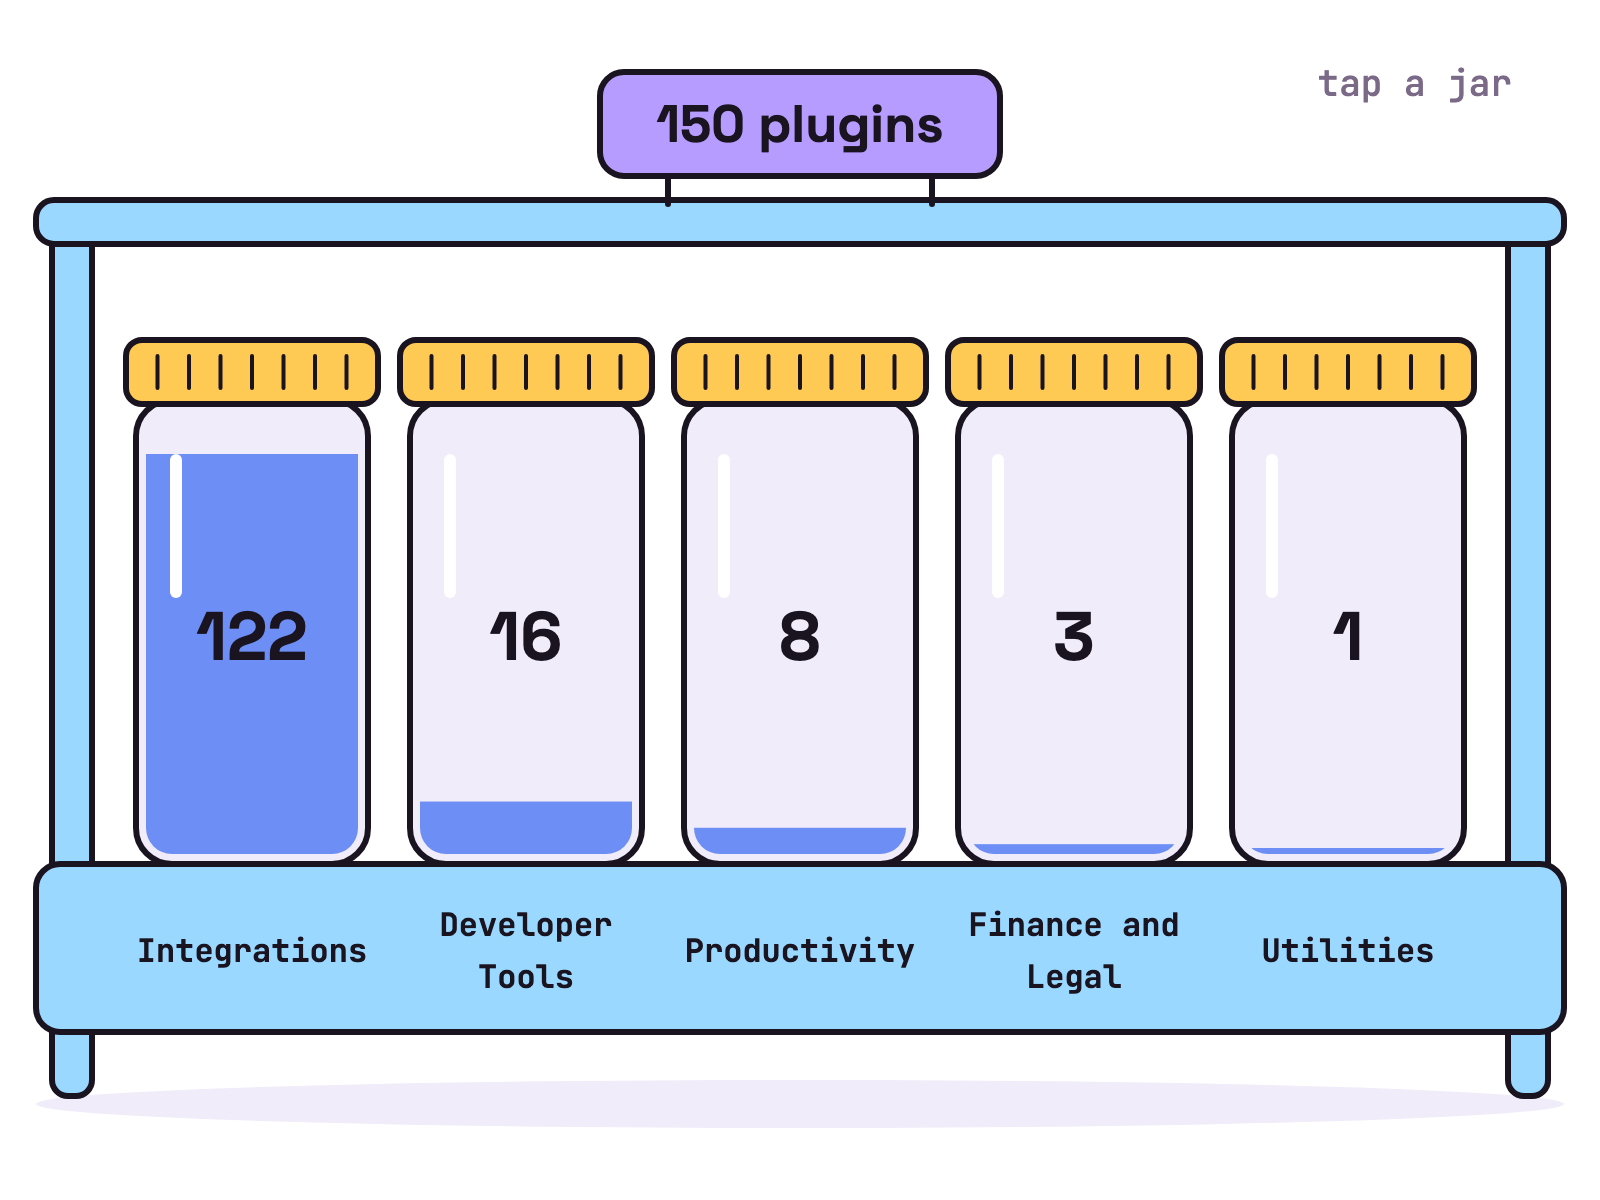 tap a jar
150 plugins
122
16
8
3
1
Integrations
Developer
Tools
Productivity
Finance and
Legal
Utilities